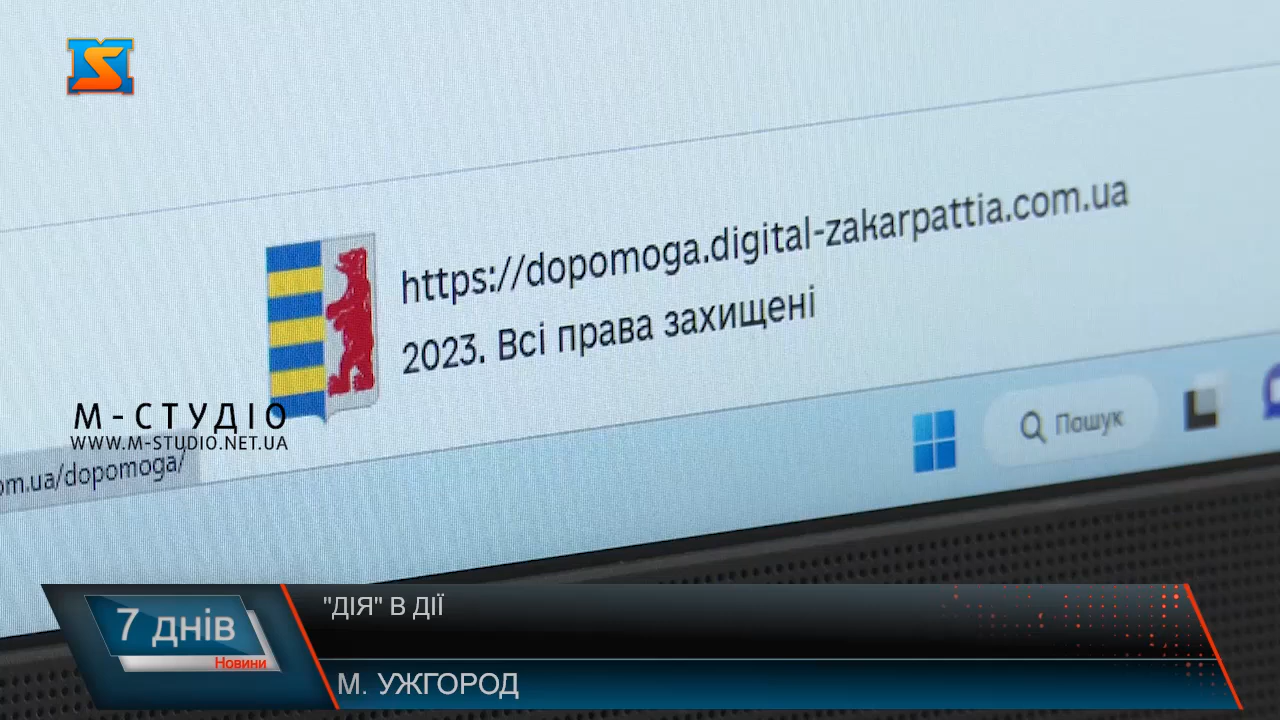 https://dopomoga.digital-zakarpattia.com.ua
2023. Всі права захищені
М-СТУДІО
WWW.M-STUDIO.NET.UA
om.ua/dopomoga/
Пошук
"ДІЯ" В ДІЇ
7 днів
Новини
М. УЖГОРОД